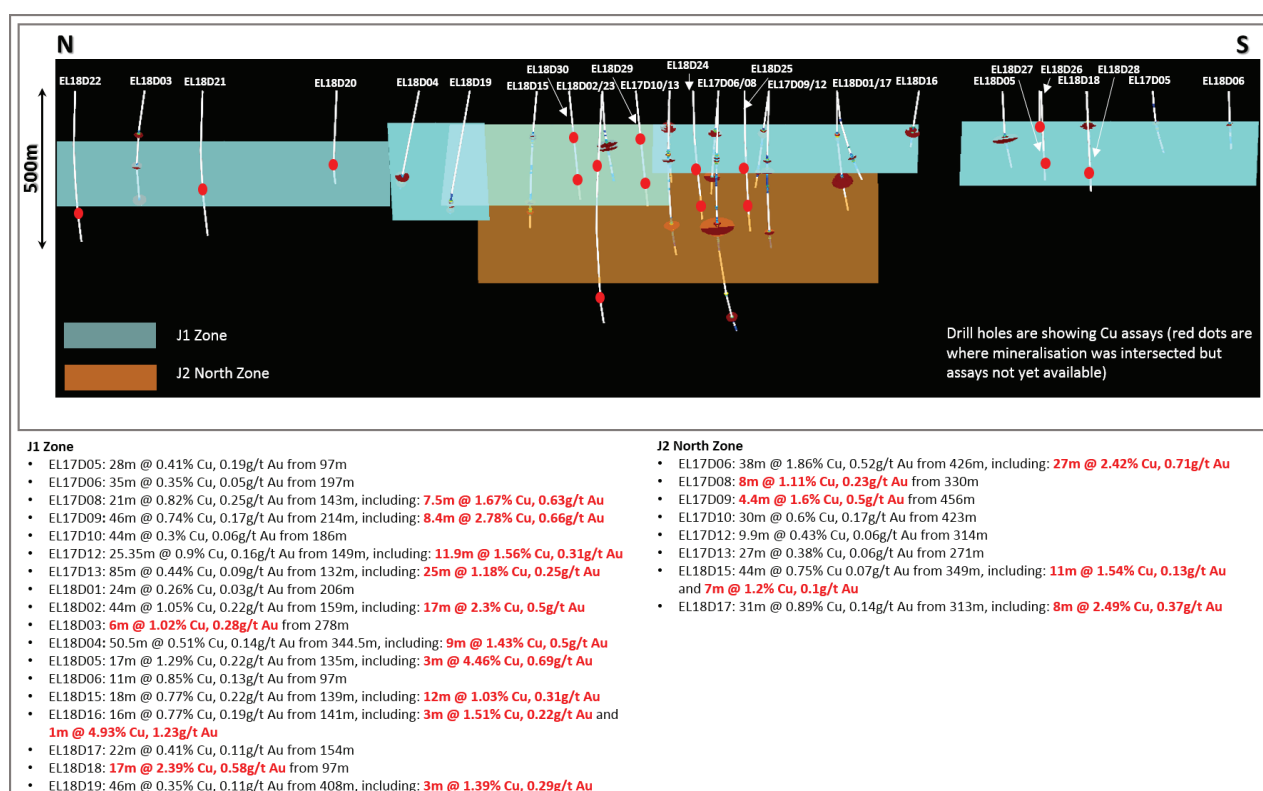 N
S
EL18D22
EL18D03
EL18D21
EL18D20
EL18D04
EL18D19
EL18D30
EL18D15
EL18D02/23
EL18D29
EL17D10/13
EL18D24
EL17D06/08
EL18D25
EL17D09/12
EL18D01/17
EL18D16
EL18D05
EL18D27
EL18D26
EL18D18
EL18D28
EL17D05
EL18D06
500m
J1 Zone
J2 North Zone
Drill holes are showing Cu assays (red dots are
where mineralisation was intersected but
assays not yet available)
J1 Zone
• EL17D05: 28m @ 0.41% Cu, 0.19g/t Au from 97m
• EL17D06: 35m @ 0.35% Cu, 0.05g/t Au from 197m
• EL17D08: 21m @ 0.82% Cu, 0.25g/t Au from 143m, including: 7.5m @ 1.67% Cu, 0.63g/t Au
• EL17D09: 46m @ 0.74% Cu, 0.17g/t Au from 214m, including: 8.4m @ 2.78% Cu, 0.66g/t Au
• EL17D10: 44m @ 0.3% Cu, 0.06g/t Au from 186m
• EL17D12: 25.35m @ 0.9% Cu, 0.16g/t Au from 149m, including: 11.9m @ 1.56% Cu, 0.31g/t Au
• EL17D13: 85m @ 0.44% Cu, 0.09g/t Au from 132m, including: 25m @ 1.18% Cu, 0.25g/t Au
• EL18D01: 24m @ 0.26% Cu, 0.03g/t Au from 206m
• EL18D02: 44m @ 1.05% Cu, 0.22g/t Au from 159m, including: 17m @ 2.3% Cu, 0.5g/t Au
• EL18D03: 6m @ 1.02% Cu, 0.28g/t Au from 278m
• EL18D04: 50.5m @ 0.51% Cu, 0.14g/t Au from 344.5m, including: 9m @ 1.43% Cu, 0.5g/t Au
• EL18D05: 17m @ 1.29% Cu, 0.22g/t Au from 135m, including: 3m @ 4.46% Cu, 0.69g/t Au
• EL18D06: 11m @ 0.85% Cu, 0.13g/t Au from 97m
• EL18D15: 18m @ 0.77% Cu, 0.22g/t Au from 139m, including: 12m @ 1.03% Cu, 0.31g/t Au
• EL18D16: 16m @ 0.77% Cu, 0.19g/t Au from 141m, including: 3m @ 1.51% Cu, 0.22g/t Au and
1m @ 4.93% Cu, 1.23g/t Au
• EL18D17: 22m @ 0.41% Cu, 0.11g/t Au from 154m
• EL18D18: 17m @ 2.39% Cu, 0.58g/t Au from 97m
• EL18D19: 46m @ 0.35% Cu, 0.11g/t Au from 408m, including: 3m @ 1.39% Cu, 0.29g/t Au
J2 North Zone
• EL17D06: 38m @ 1.86% Cu, 0.52g/t Au from 426m, including: 27m @ 2.42% Cu, 0.71g/t Au
• EL17D08: 8m @ 1.11% Cu, 0.23g/t Au from 330m
• EL17D09: 4.4m @ 1.6% Cu, 0.5g/t Au from 456m
• EL17D10: 30m @ 0.6% Cu, 0.17g/t Au from 423m
• EL17D12: 9.9m @ 0.43% Cu, 0.06g/t Au from 314m
• EL17D13: 27m @ 0.38% Cu, 0.06g/t Au from 271m
• EL18D15: 44m @ 0.75% Cu 0.07g/t Au from 349m, including: 11m @ 1.54% Cu, 0.13g/t Au
and 7m @ 1.2% Cu, 0.1g/t Au
• EL18D17: 31m @ 0.89% Cu, 0.14g/t Au from 313m, including: 8m @ 2.49% Cu, 0.37g/t Au